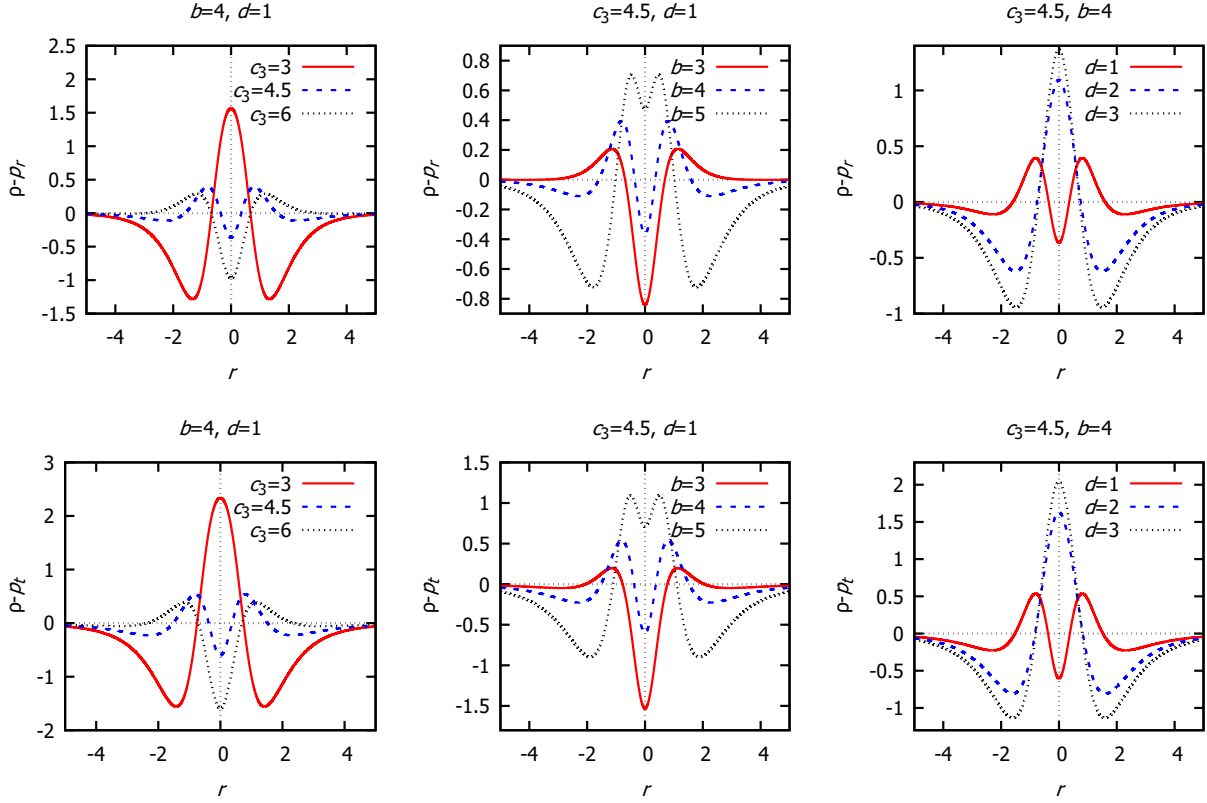 b=4, d=1
ρ-pr
2.5
2
1.5
1
0.5
0
-0.5
-1
-1.5
c3=3
c3=4.5
c3=6
-4 -2 0 2 4
r
c3=4.5, d=1
ρ-pr
0.8
0.6
0.4
0.2
0
-0.2
-0.4
-0.6
-0.8
b=3
b=4
b=5
-4 -2 0 2 4
r
c3=4.5, b=4
ρ-pr
1
0.5
0
-0.5
-1
d=1
d=2
d=3
-4 -2 0 2 4
r
b=4, d=1
ρ-pt
3
2
1
0
-1
-2
c3=3
c3=4.5
c3=6
-4 -2 0 2 4
r
c3=4.5, d=1
ρ-pt
1.5
1
0.5
0
-0.5
-1
-1.5
b=3
b=4
b=5
-4 -2 0 2 4
r
c3=4.5, b=4
ρ-pt
2
1.5
1
0.5
0
-0.5
-1
d=1
d=2
d=3
-4 -2 0 2 4
r